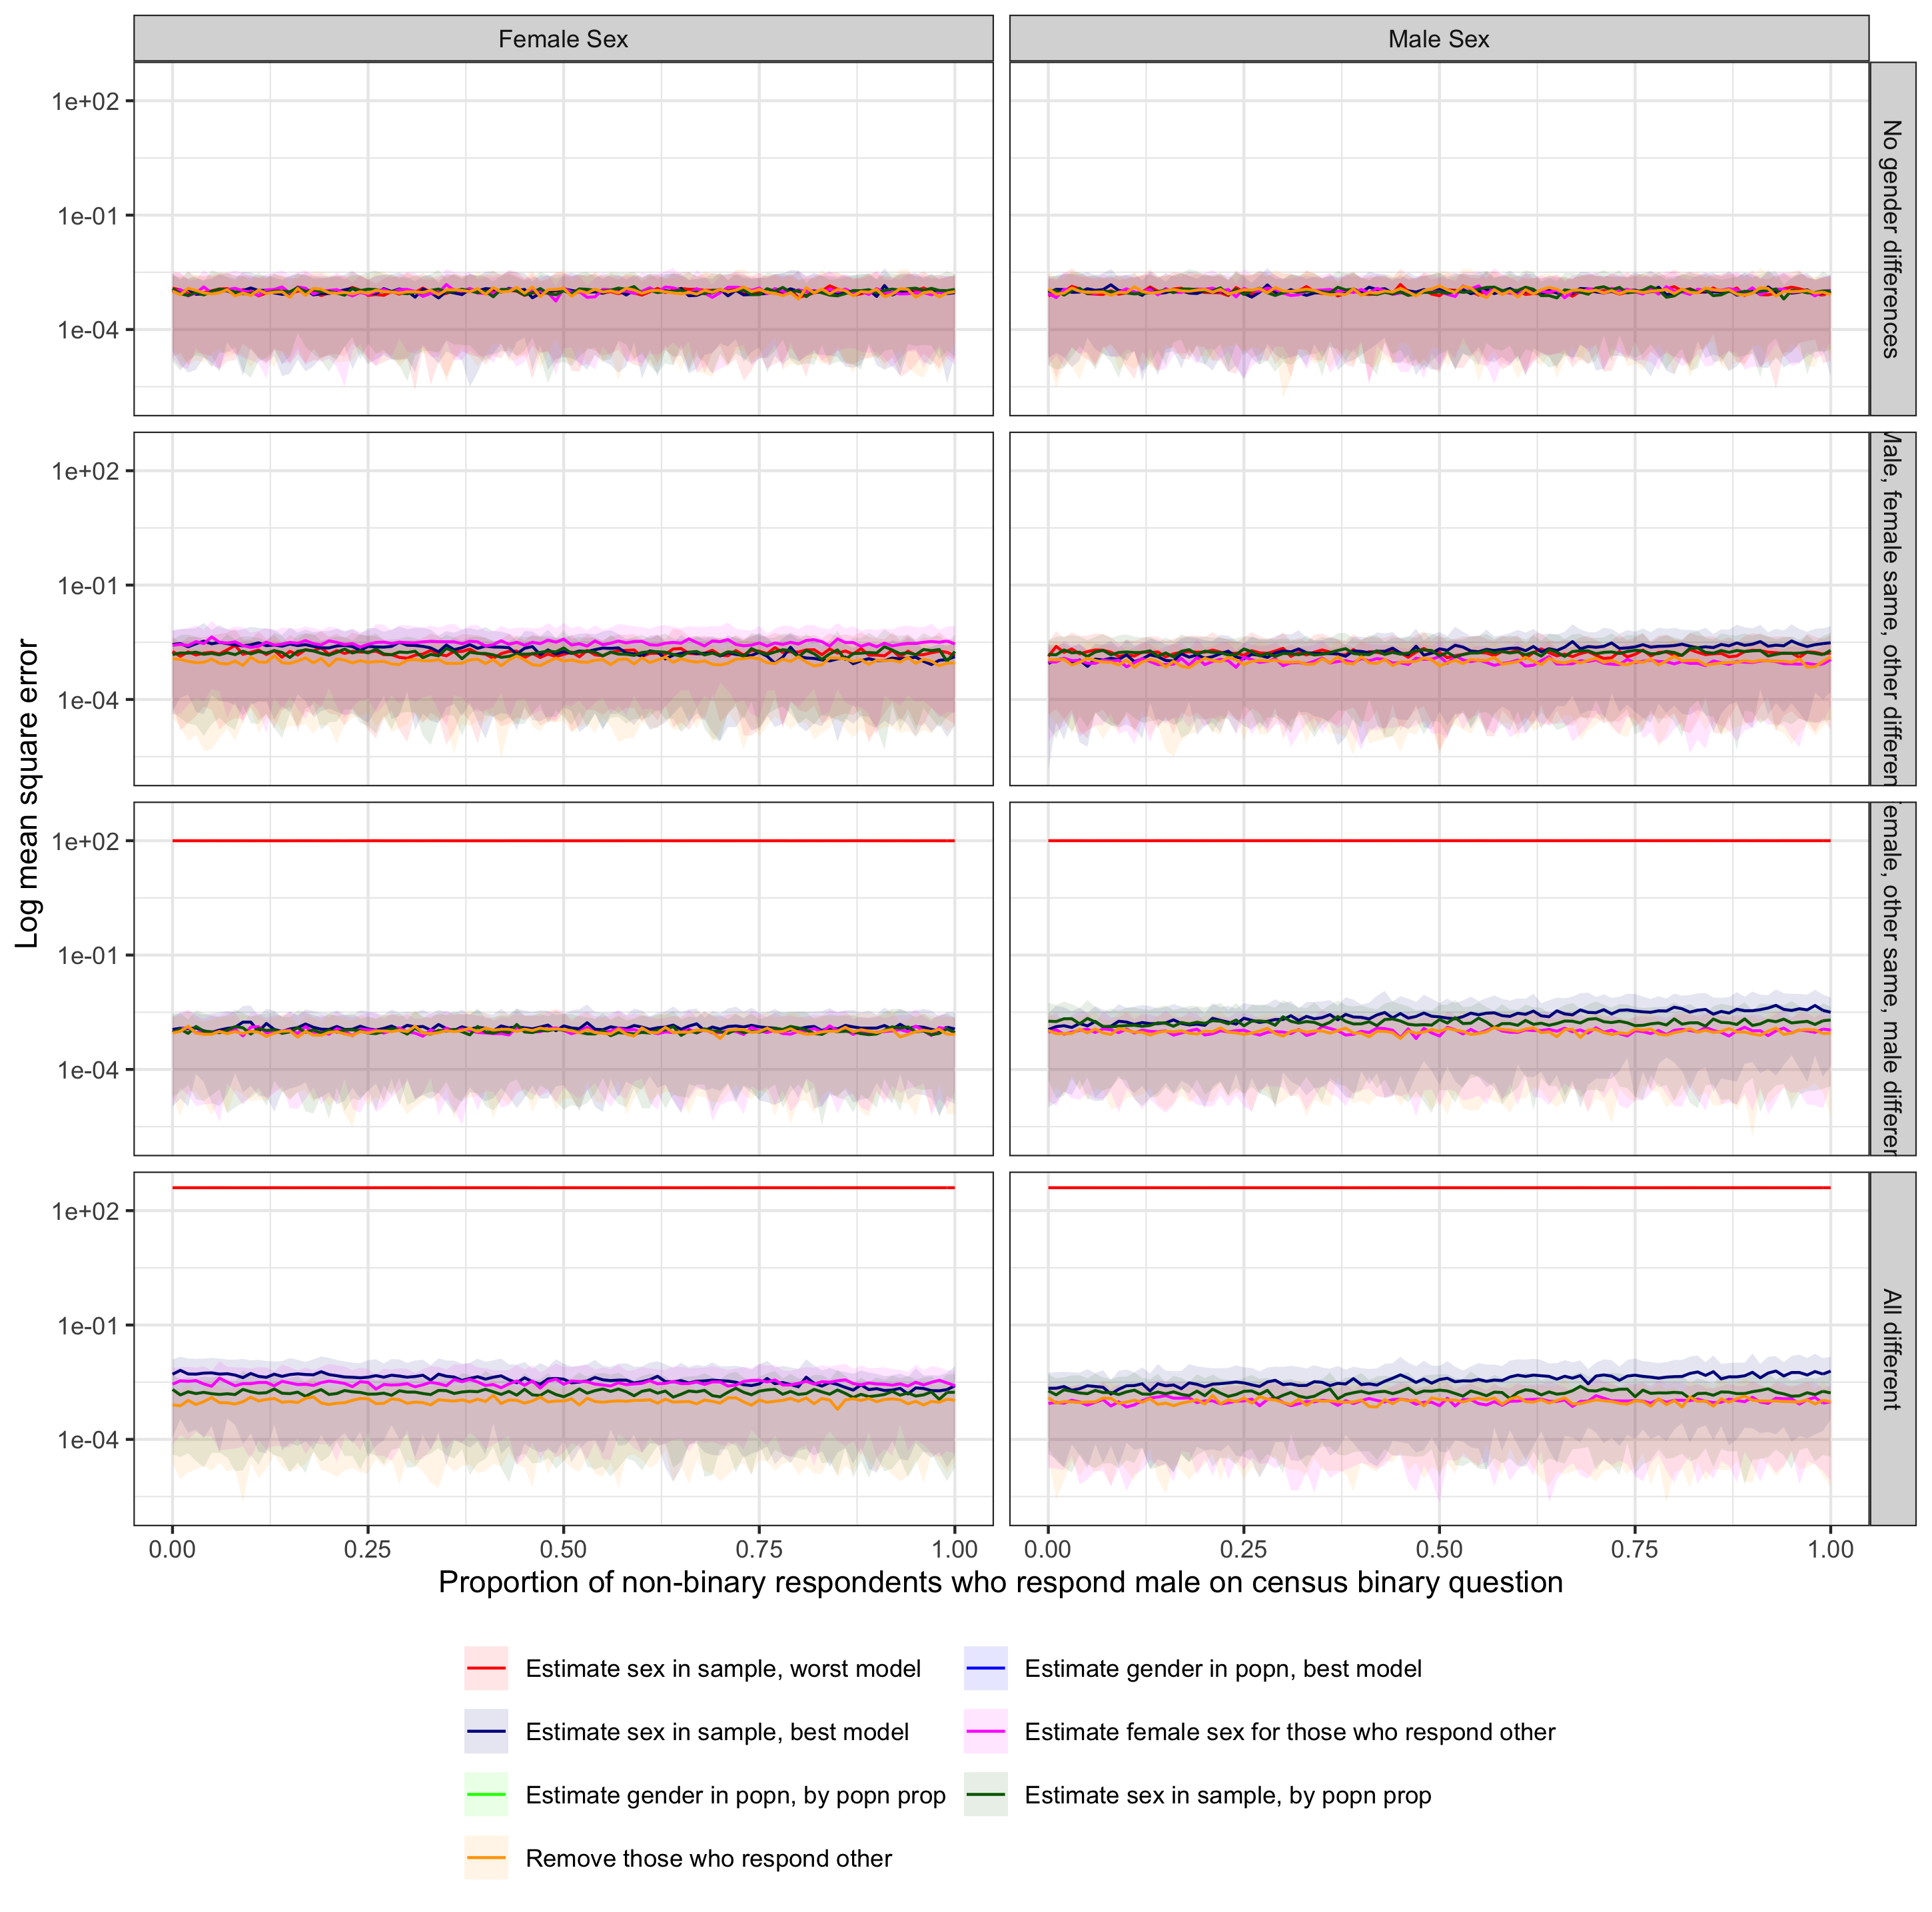 Female Sex
Male Sex
1e+02
1e-01
1e-04
No gender differences
1e+02
1e-01
1e-04
Male, female same, other different
1e+02
1e-01
1e-04
emale, other same, male differen
1e+02
1e-01
1e-04
All different
Log mean square error
0.00 0.25 0.50 0.75 1.00
0.00 0.25 0.50 0.75 1.00
Proportion of non-binary respondents who respond male on census binary question
Estimate sex in sample, worst model
Estimate gender in popn, best model
Estimate sex in sample, best model
Estimate female sex for those who respond other
Estimate gender in popn, by popn prop
Estimate sex in sample, by popn prop
Remove those who respond other